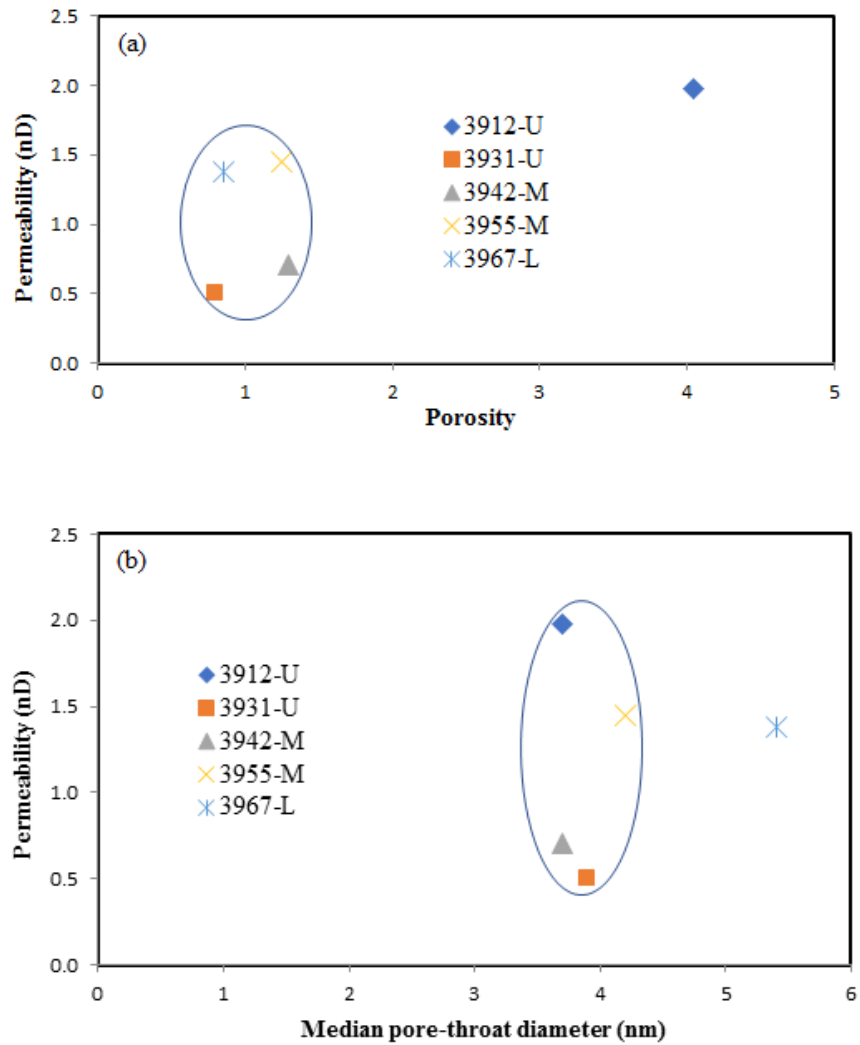 (a)
Permeability (nD)
2.5
2.0
1.5
1.0
0.5
0.0
3912-U
3931-U
3942-M
3955-M
3967-L
0 1 2 3 4 5
Porosity
(b)
Permeability (nD)
2.5
2.0
1.5
1.0
0.5
0.0
3912-U
3931-U
3942-M
3955-M
3967-L
0 1 2 3 4 5 6
Median pore-throat diameter (nm)